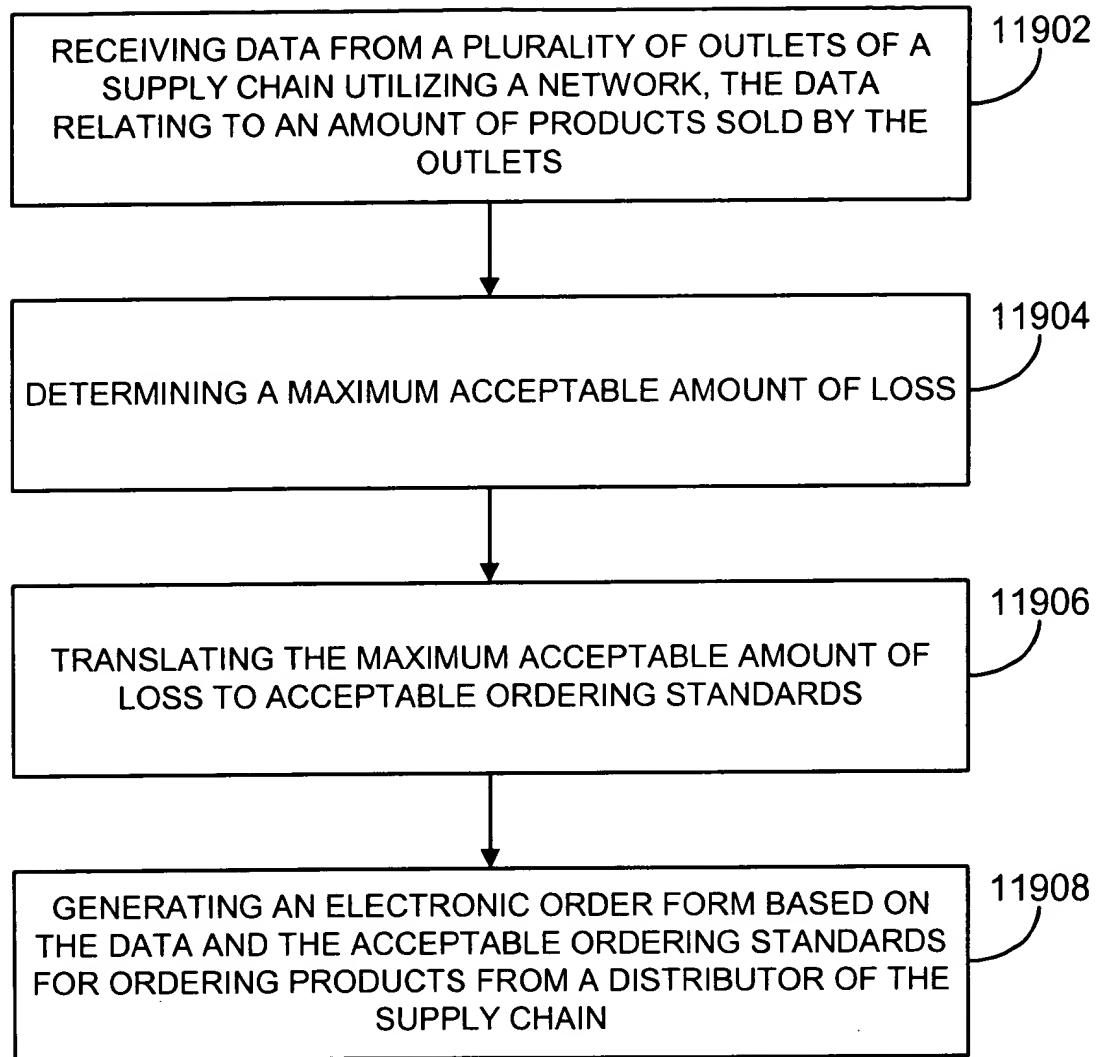 RECEIVING DATA FROM A PLURALITY OF OUTLETS OF A
SUPPLY CHAIN UTILIZING A NETWORK, THE DATA
RELATING TO AN AMOUNT OF PRODUCTS SOLD BY THE
OUTLETS
11902
DETERMINING A MAXIMUM ACCEPTABLE AMOUNT OF LOSS
11904
TRANSLATING THE MAXIMUM ACCEPTABLE AMOUNT OF
LOSS TO ACCEPTABLE ORDERING STANDARDS
11906
GENERATING AN ELECTRONIC ORDER FORM BASED ON
THE DATA AND THE ACCEPTABLE ORDERING STANDARDS
FOR ORDERING PRODUCTS FROM A DISTRIBUTOR OF THE
SUPPLY CHAIN
11908